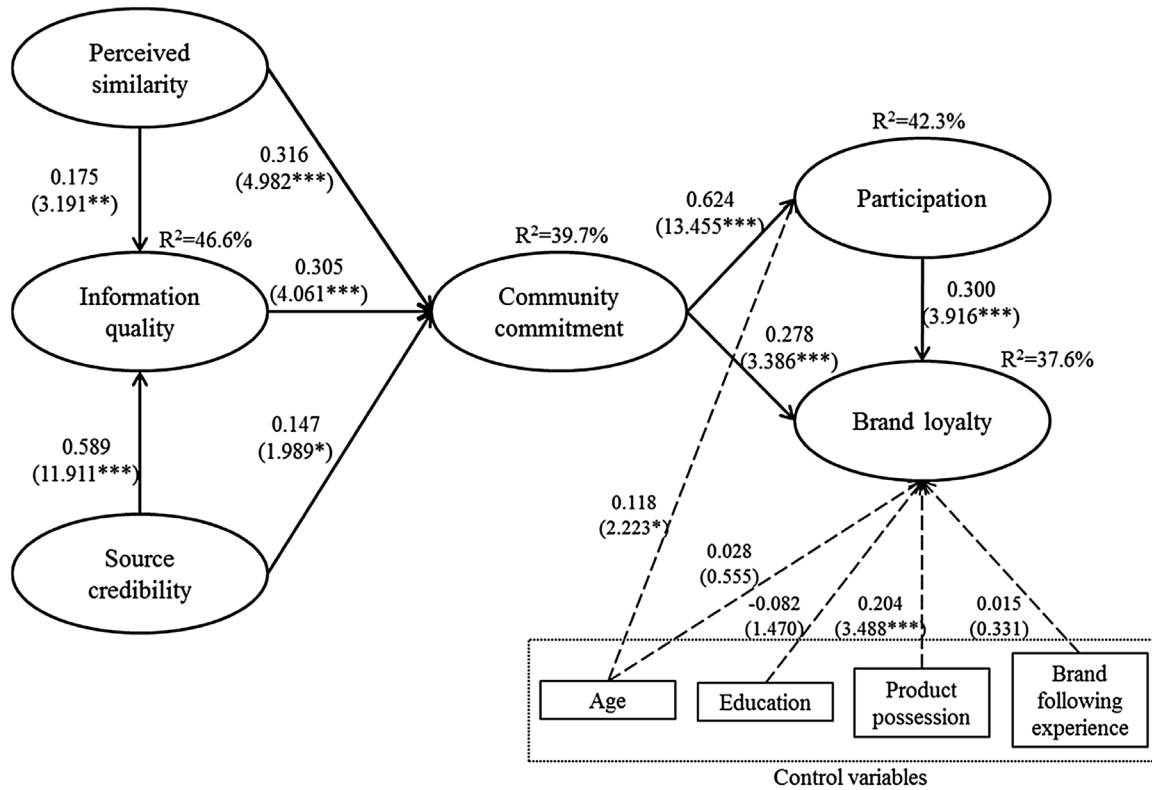 Perceived
similarity
0.175
(3.191**)
0.316
(4.982***)
R²=46.6%
Information
quality
0.305
(4.061***)
0.589
(11.911***)
0.147
(1.989*)
Source
credibility
R²=39.7%
Community
commitment
0.624
(13.455***)
R²=42.3%
Participation
0.300
(3.916***)
0.278
(3.386***)
R²=37.6%
Brand loyalty
0.118
(2.223*)
0.028
(0.555)
-0.082
(1.470)
0.204
(3.488***)
0.015
(0.331)
Age
Education
Product
possession
Brand
following
experience
Control variables